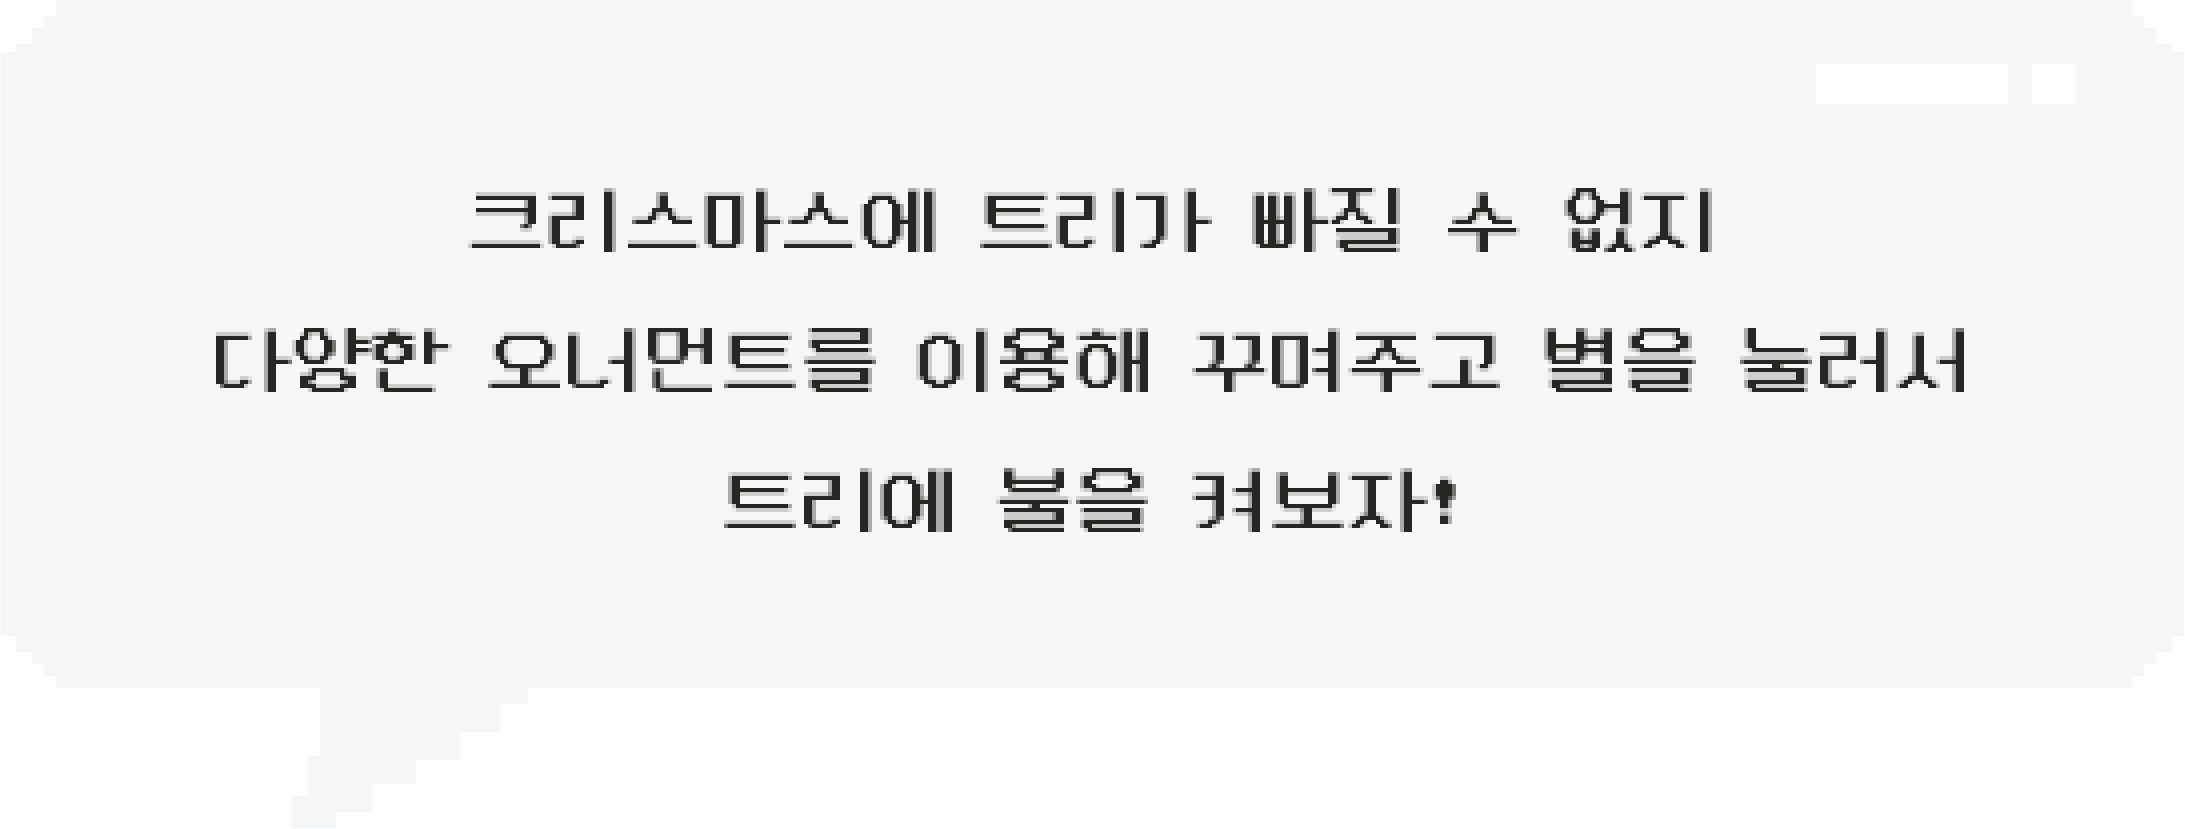 크리스마스에 트리가 빠질 수 없지
다양한 오너먼트를 이용해 꾸며주고 별을 눌러서
트리에 불을 켜보자!